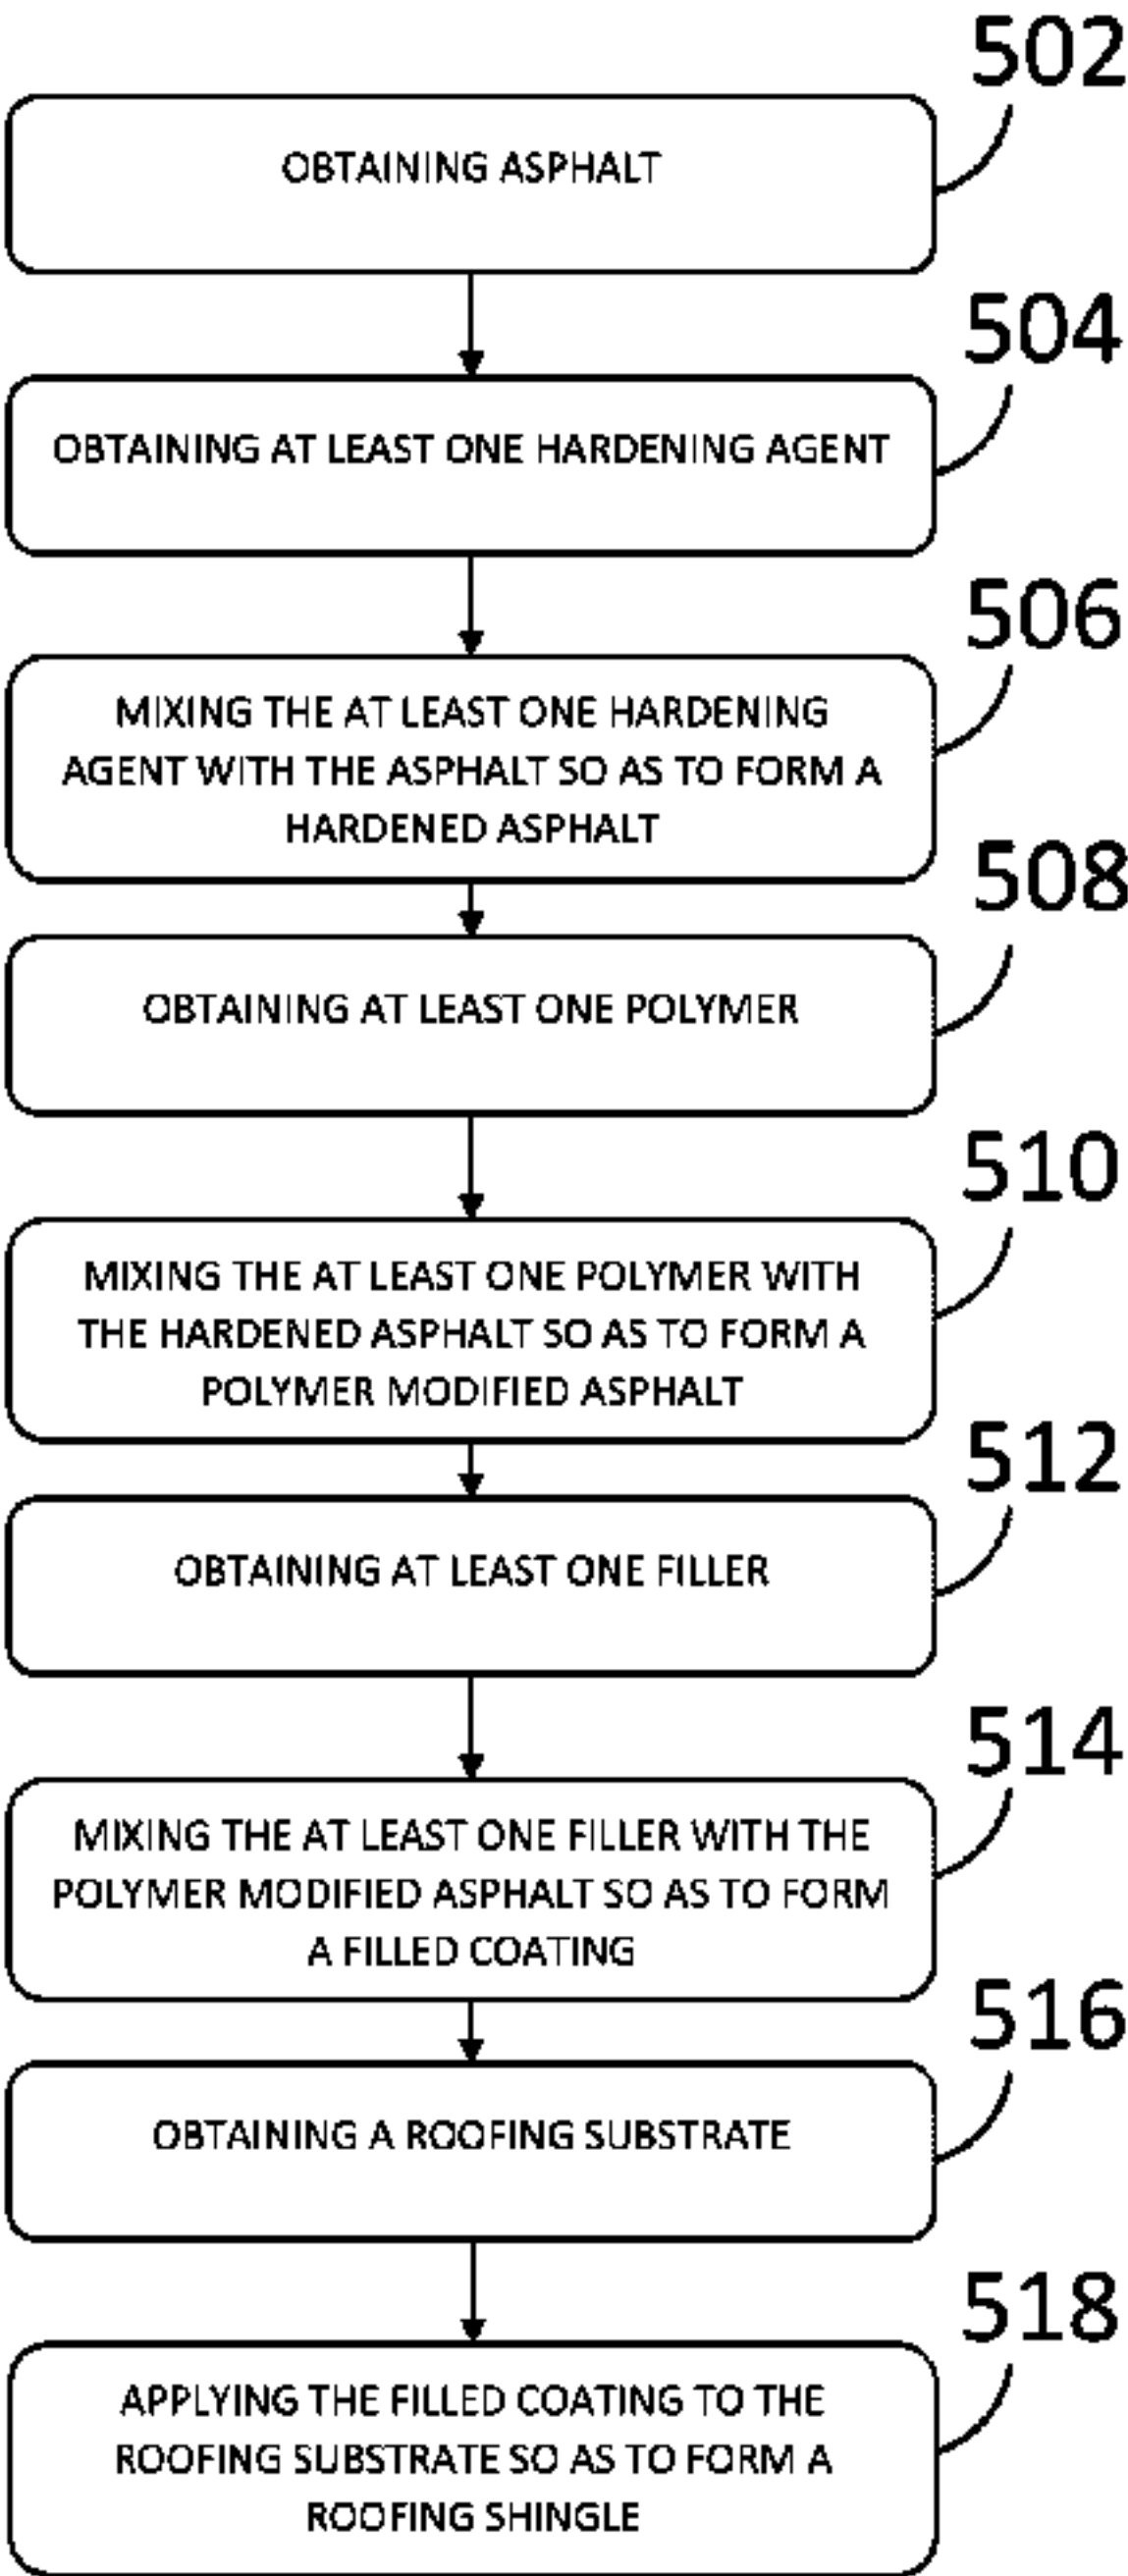 502
OBTAINING ASPHALT
504
OBTAINING AT LEAST ONE HARDENING AGENT
506
MIXING THE AT LEAST ONE HARDENING
AGENT WITH THE ASPHALT SO AS TO FORM A
HARDENED ASPHALT
508
OBTAINING AT LEAST ONE POLYMER
510
MIXING THE AT LEAST ONE POLYMER WITH
THE HARDENED ASPHALT SO AS TO FORM A
POLYMER MODIFIED ASPHALT
512
OBTAINING AT LEAST ONE FILLER
514
MIXING THE AT LEAST ONE FILLER WITH THE
POLYMER MODIFIED ASPHALT SO AS TO FORM
A FILLED COATING
516
OBTAINING A ROOFING SUBSTRATE
518
APPLYING THE FILLED COATING TO THE
ROOFING SUBSTRATE SO AS TO FORM A
ROOFING SHINGLE